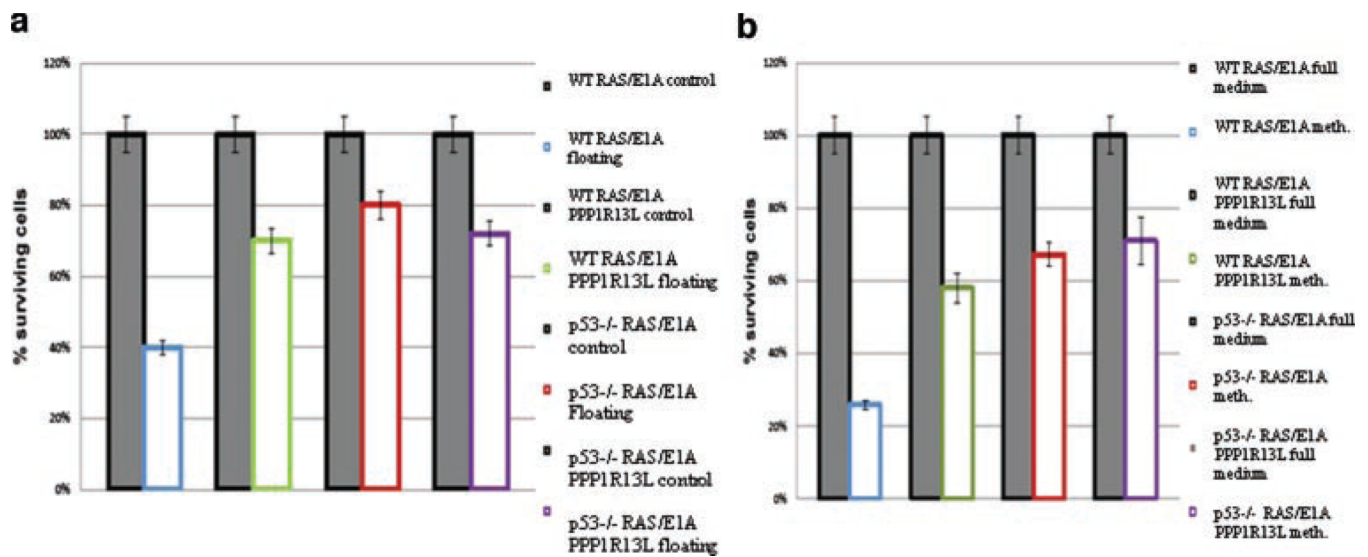 a
% surviving cells
120%
100%
80%
60%
40%
20%
0%
WT RAS/E1A control
WT RAS/E1A
floating
WT RAS/E1A
PPP1R13L control
WT RAS/E1A
PPP1R13L floating
p53-/- RAS/E1A
control
p53-/- RAS/E1A
Floating
p53-/- RAS/E1A
PPP1R13L control
p53-/- RAS/E1A
PPP1R13L floating
b
% surviving cells
120%
100%
80%
60%
40%
20%
0%
WT RAS/E1A full
medium
WT RAS/E1A meth.
WT RAS/E1A
PPP1R13L full
medium
WT RAS/E1A
PPP1R13L meth.
p53-/- RAS/E1A full
medium
p53-/- RAS/E1A
meth.
p53-/- RAS/E1A
PPP1R13L full
medium
p53-/- RAS/E1A
PPP1R13L meth.